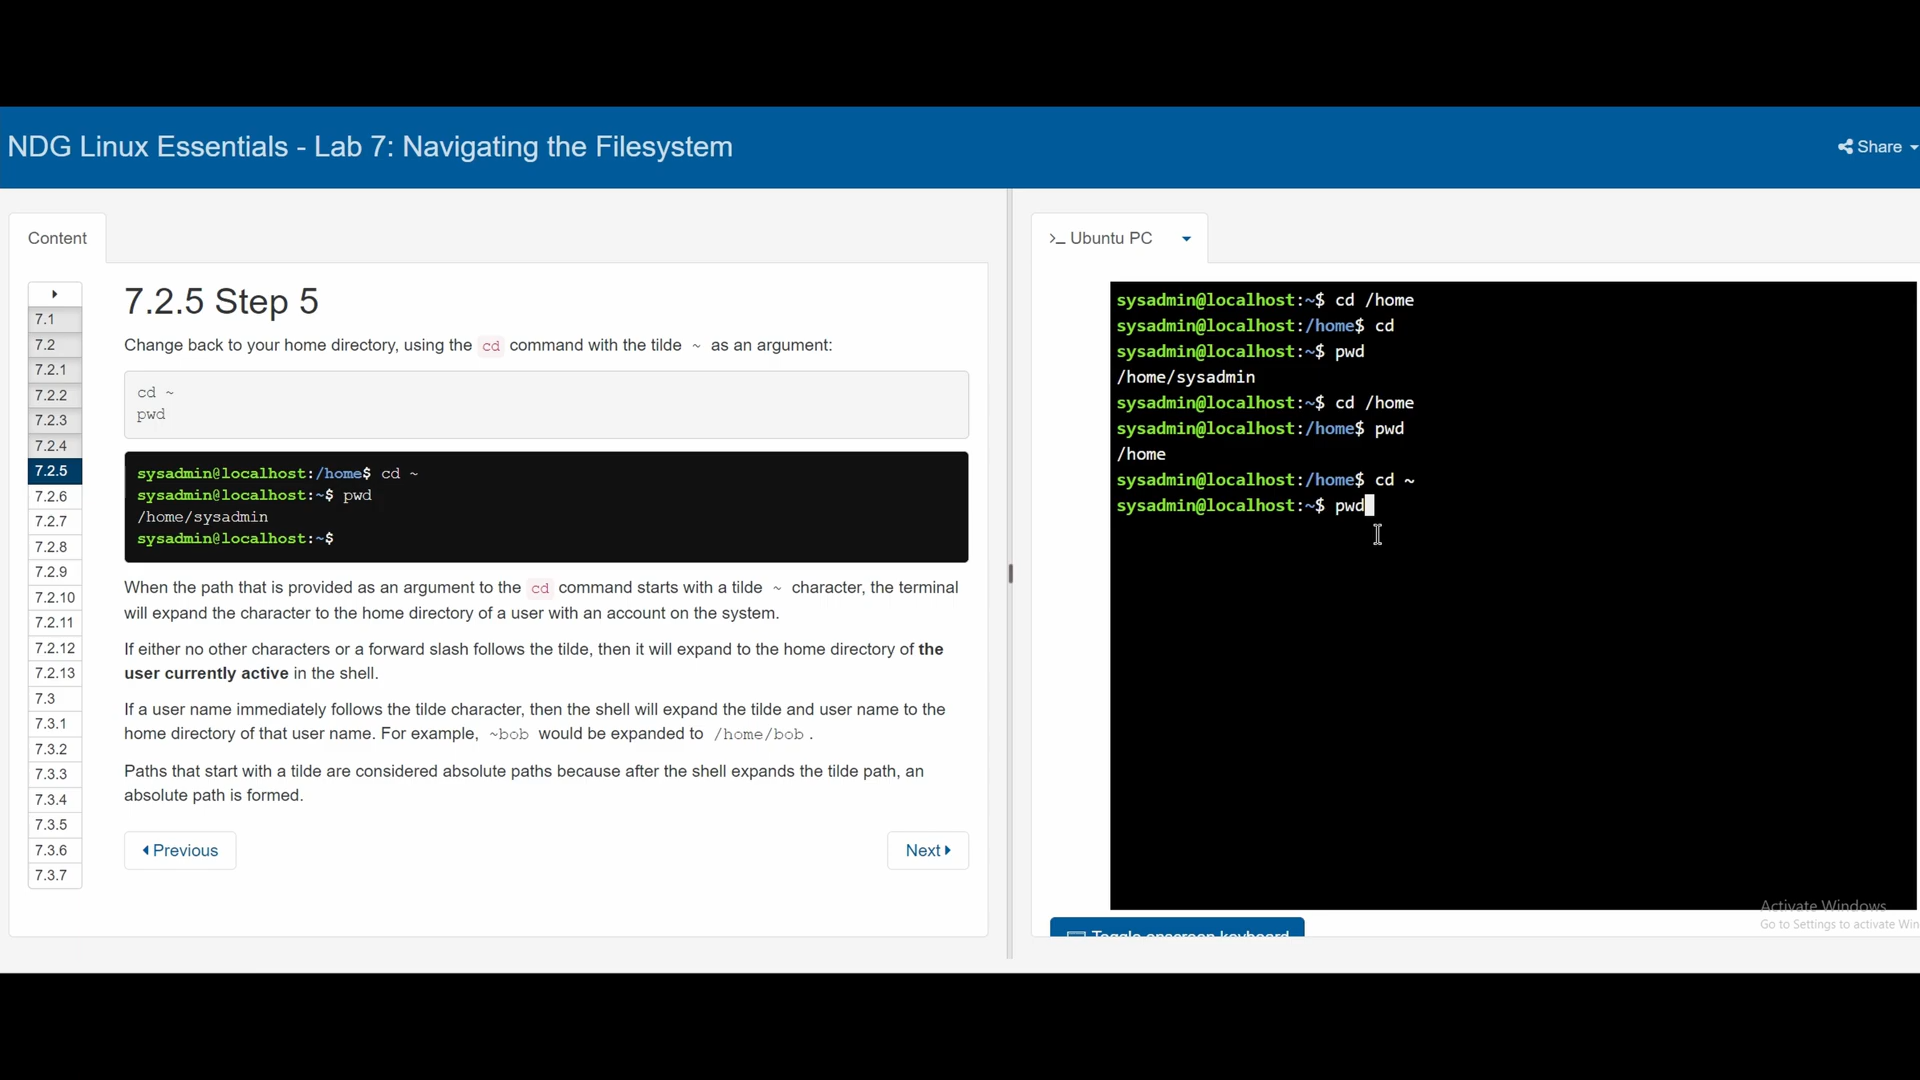 NDG Linux Essentials - Lab 7: Navigating the Filesystem
Share
Content
7.1
7.2
7.2.1
7.2.2
7.2.3
7.2.4
7.2.5
7.2.6
7.2.7
7.2.8
7.2.9
7.2.10
7.2.11
7.2.12
7.2.13
7.3
7.3.1
7.3.2
7.3.3
7.3.4
7.3.5
7.3.6
7.3.7
7.2.5 Step 5
Change back to your home directory, using the cd command with the tilde ~ as an argument:
cd ~
pwd
sysadmin@localhost:/home$ cd ~
sysadmin@localhost:~$ pwd
/home/sysadmin
sysadmin@localhost:~$
When the path that is provided as an argument to the cd command starts with a tilde ~ character, the terminal
will expand the character to the home directory of a user with an account on the system.
If either no other characters or a forward slash follows the tilde, then it will expand to the home directory of the
user currently active in the shell.
If a user name immediately follows the tilde character, then the shell will expand the tilde and user name to the
home directory of that user name. For example, ~bob would be expanded to /home/bob.
Paths that start with a tilde are considered absolute paths because after the shell expands the tilde path, an
absolute path is formed.
Previous
Next
>_ Ubuntu PC
sysadmin@localhost:~$ cd /home
sysadmin@localhost:/home$ cd
sysadmin@localhost:~$ pwd
/home/sysadmin
sysadmin@localhost:~$ cd /home
sysadmin@localhost:/home$ pwd
/home
sysadmin@localhost:/home$ cd ~
sysadmin@localhost:~$ pwd
Toggle onscreen keyboard
Activate Windows
Go to Settings to activate Win